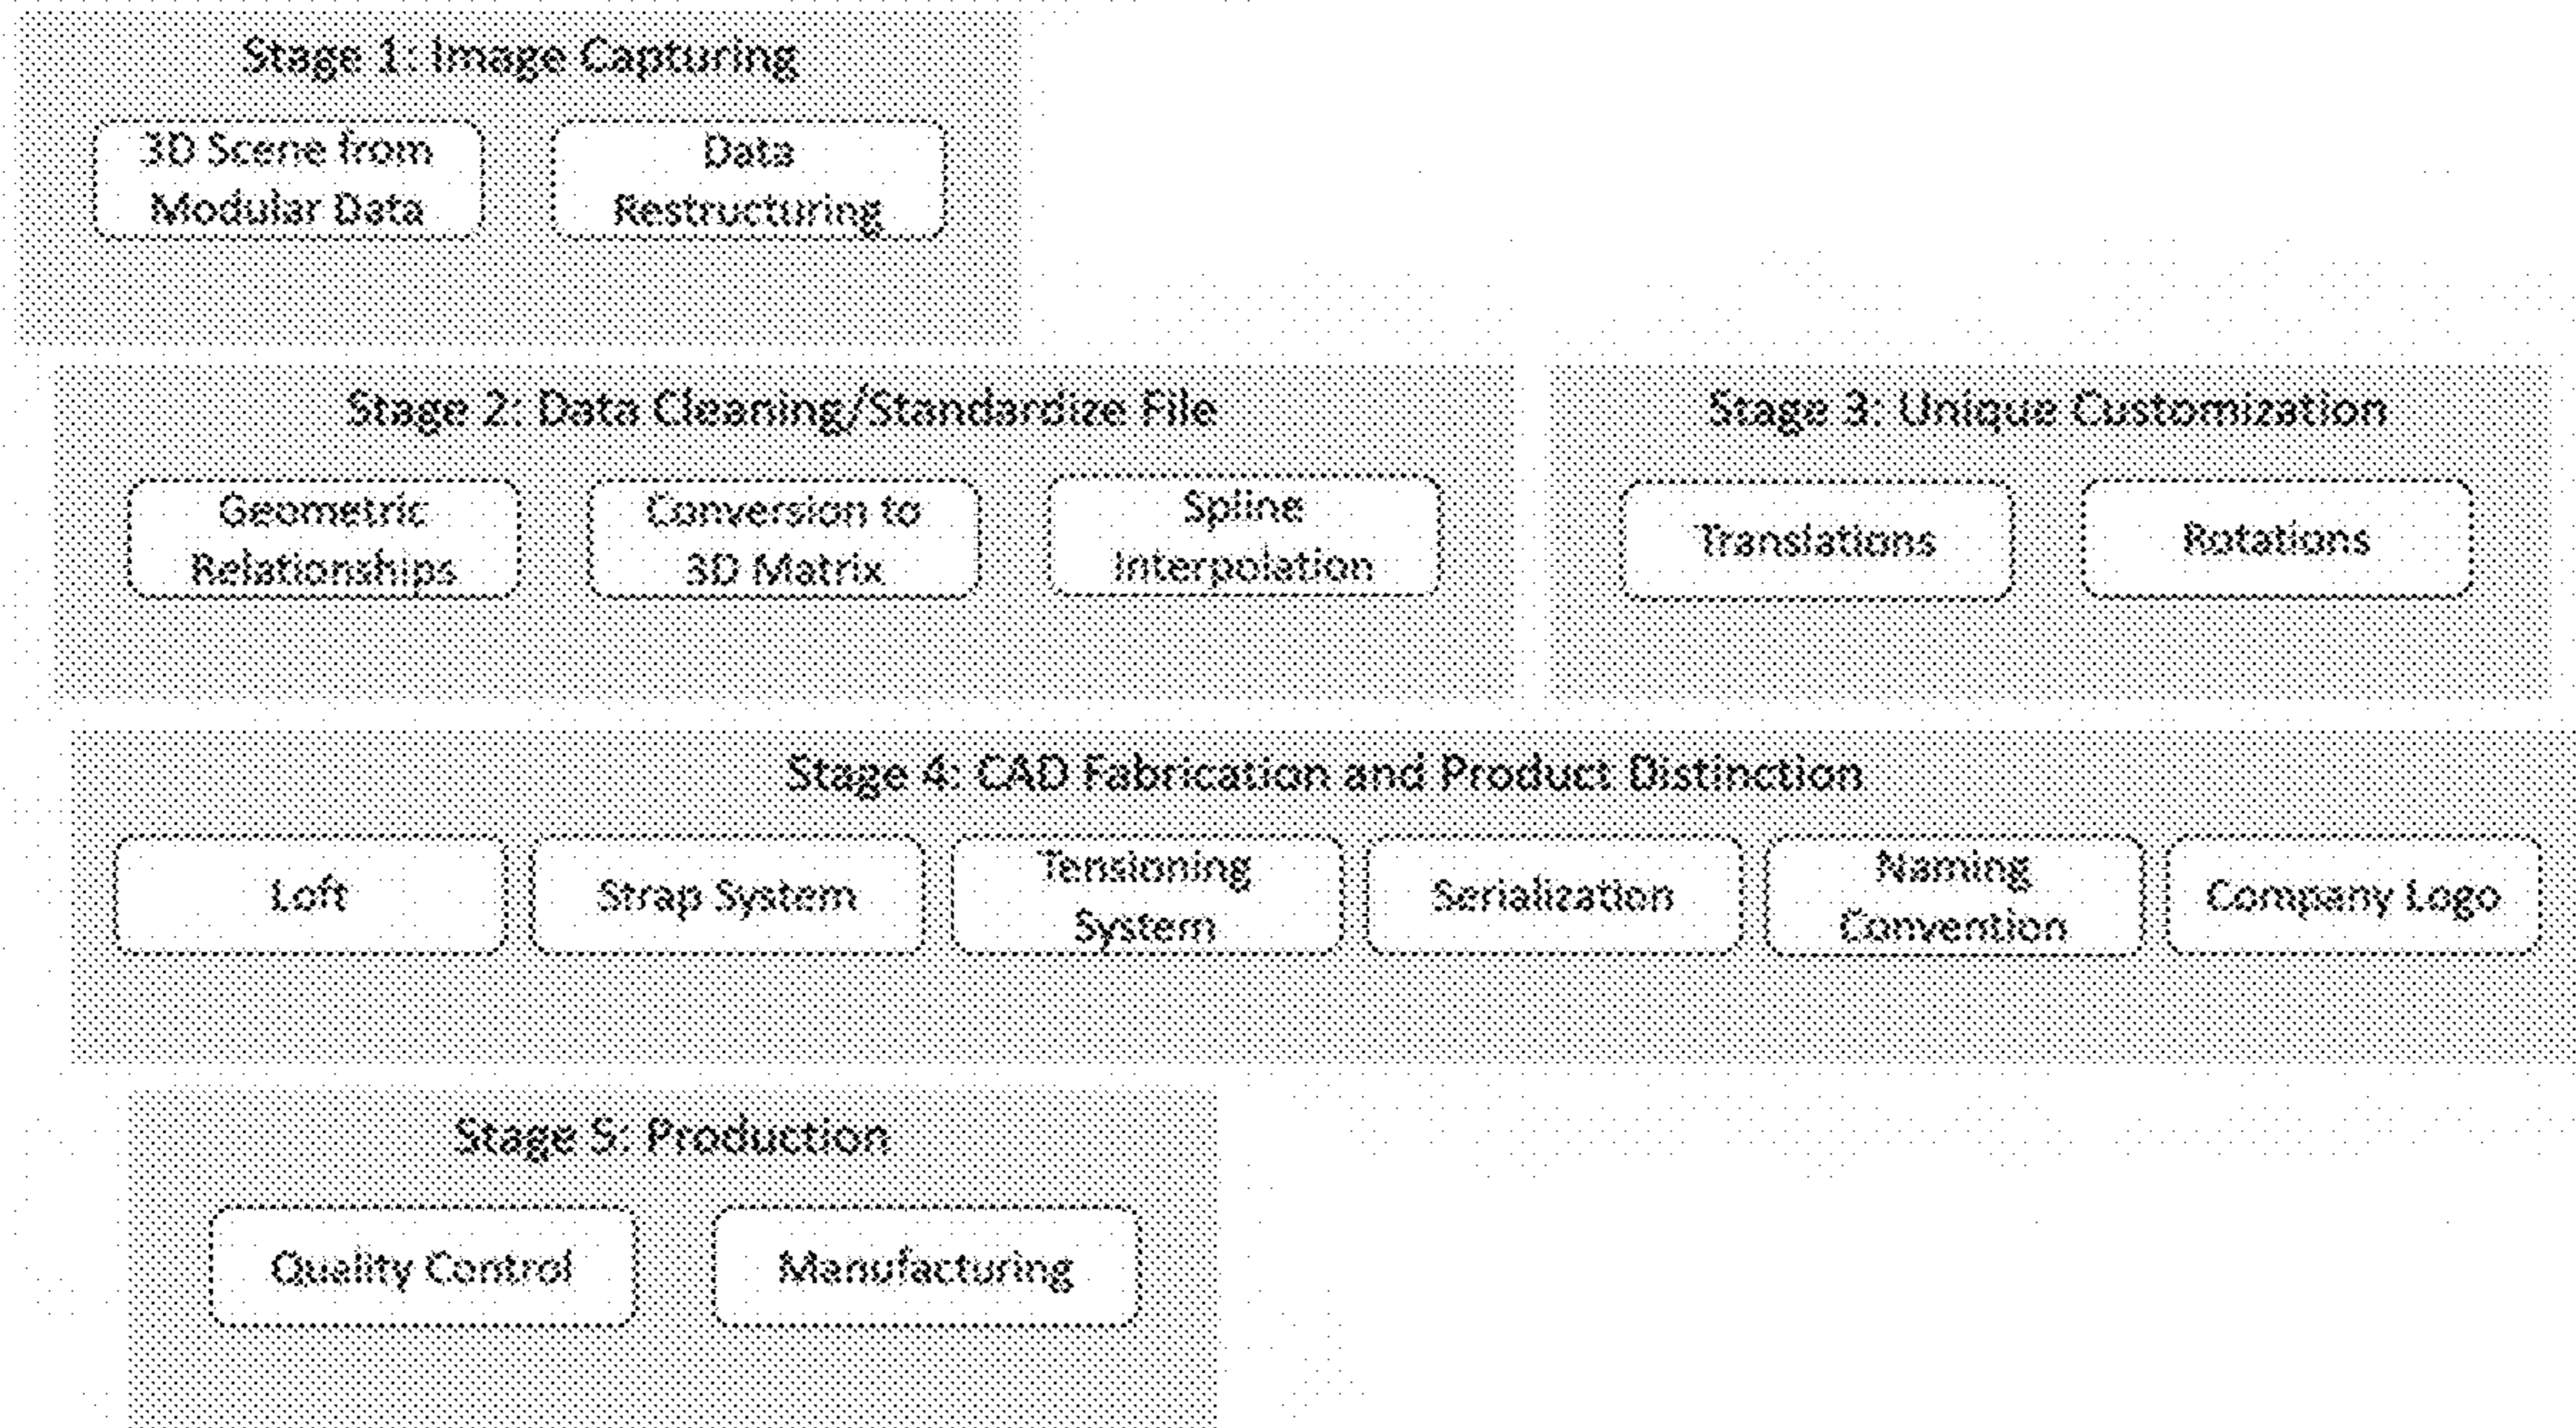 Stage 1: Image Capturing
3D Scene from
Modular Data
Data
Restructuring
Stage 2: Data Cleaning/Standardize File
Geometric
Relationships
Conversion to
3D Matrix
Spline
Interpolation
Stage 3: Unique Customization
Translations
Rotations
Stage 4: CAD Fabrication and Product Distinction
Loft
Strap System
Tensioning
System
Serialization
Naming
Convention
Company Logo
Stage 5: Production
Quality Control
Manufacturing